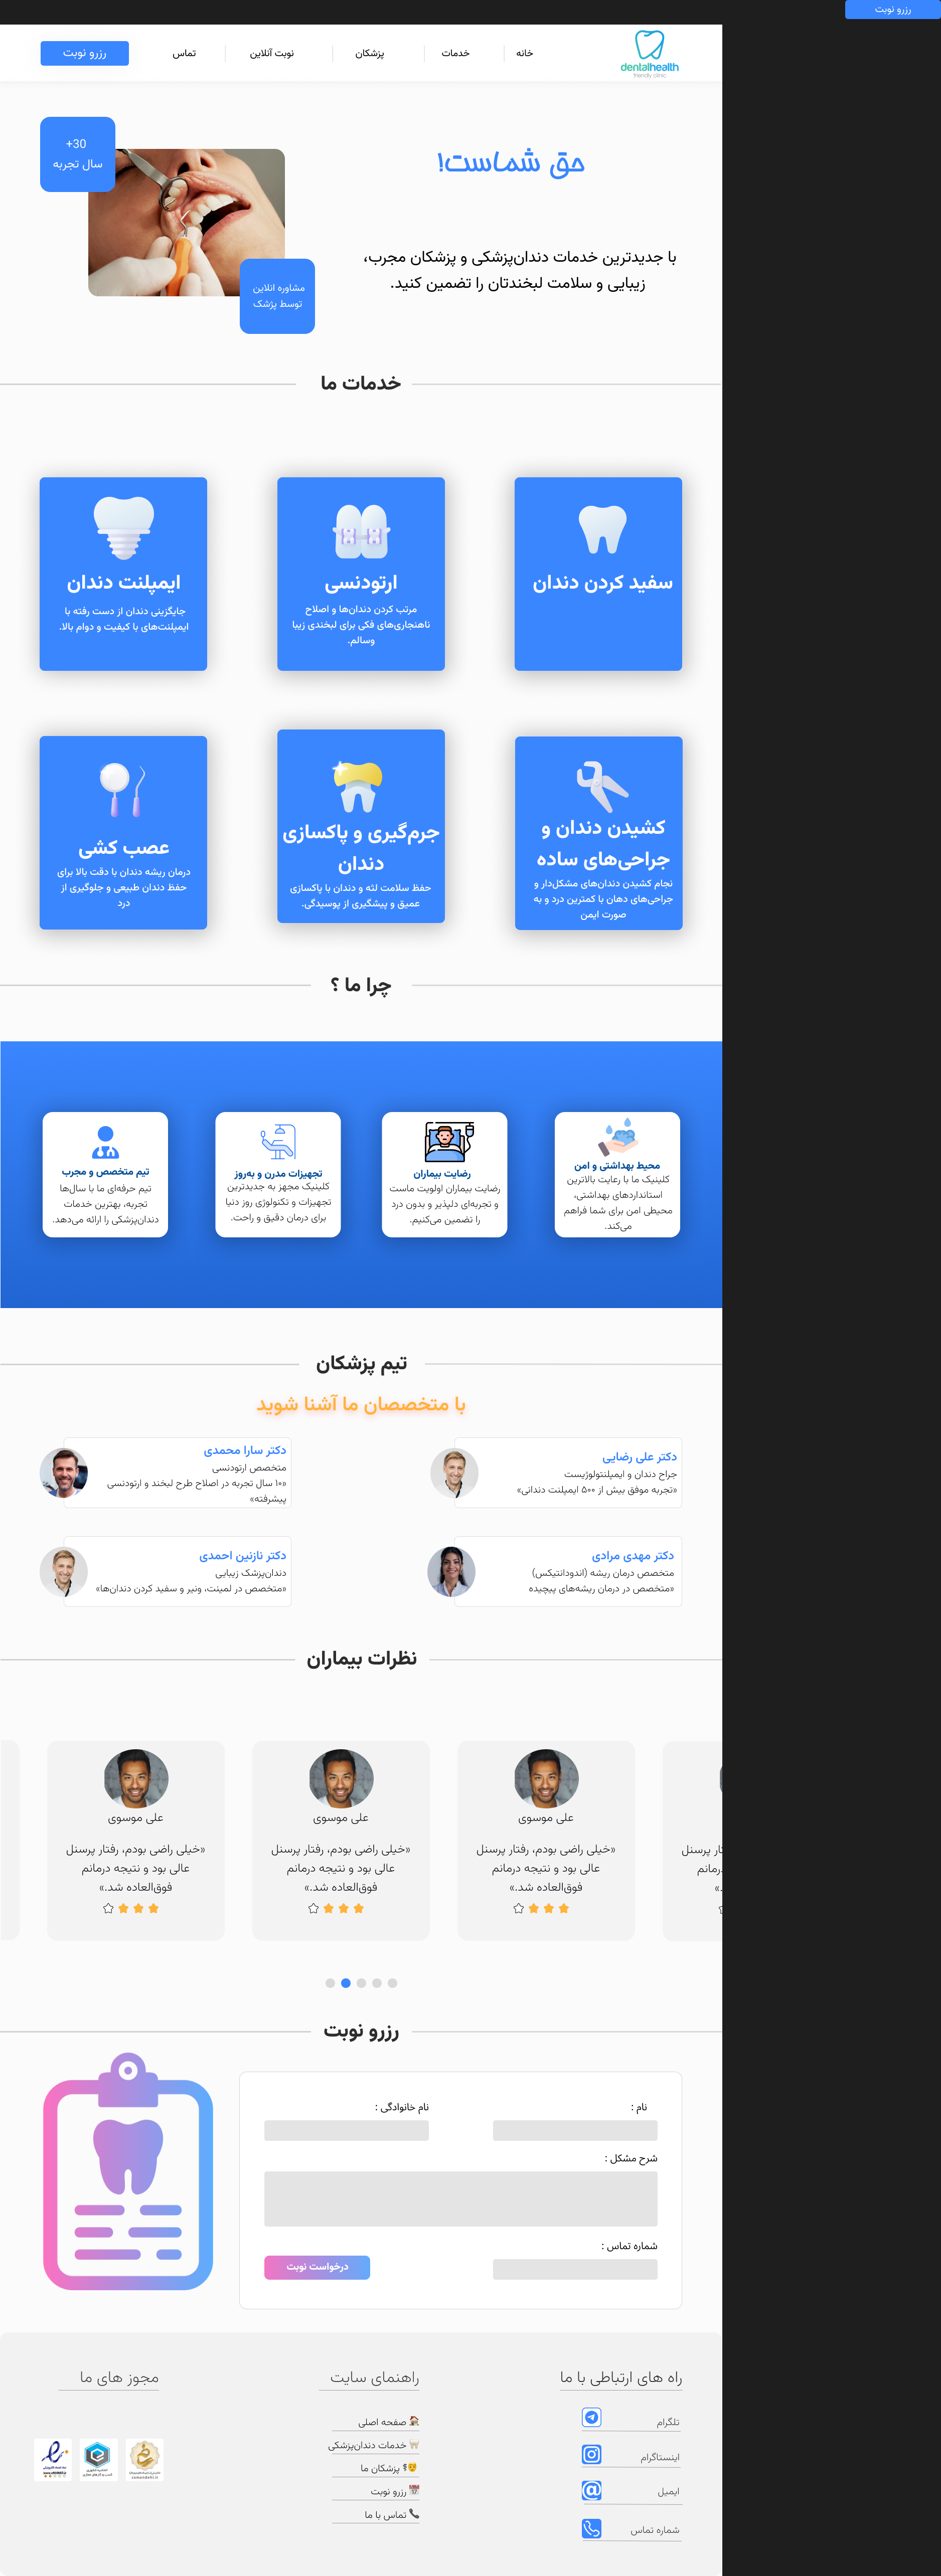 رزرو نوبت
dentalhealth
friendly clinic
خانه
خدمات
پزشکان
نوبت آنلاین
تماس
رزرو نوبت
+30
سال تجربه
حق شماست!
با جدیدترین خدمات دندان‌پزشکی و پزشکان مجرب،
زیبایی و سلامت لبخندتان را تضمین کنید.
مشاوره انلاین
توسط پزشک
خدمات ما
سفید کردن دندان
ارتودنسی
مرتب کردن دندان‌ها و اصلاح
ناهنجاری‌های فکی برای لبخندی زیبا
وسالم.
ایمپلنت دندان
جایگزینی دندان از دست رفته با
ایمپلنت‌های با کیفیت و دوام بالا.
کشیدن دندان و
جراحی‌های ساده
نجام کشیدن دندان‌های مشکل‌دار و
جراحی‌های دهان با کمترین درد و به
صورت ایمن
جرم‌گیری و پاکسازی
دندان
حفظ سلامت لثه و دندان با پاکسازی
عمیق و پیشگیری از پوسیدگی.
عصب کشی
درمان ریشه دندان با دقت بالا برای
حفظ دندان طبیعی و جلوگیری از
درد
چرا ما ؟
محیط بهداشتی و امن
کلینیک ما با رعایت بالاترین
استانداردهای بهداشتی،
محیطی امن برای شما فراهم
می‌کند.
رضایت بیماران
رضایت بیماران اولویت ماست
و تجربه‌ای دلپذیر و بدون درد
را تضمین می‌کنیم.
تجهیزات مدرن و به‌روز
کلینیک مجهز به جدیدترین
تجهیزات و تکنولوژی روز دنیا
برای درمان دقیق و راحت.
تیم متخصص و مجرب
تیم حرفه‌ای ما با سال‌ها
تجربه، بهترین خدمات
دندان‌پزشکی را ارائه می‌دهد.
تیم پزشکان
با متخصصان ما آشنا شوید
دکتر علی رضایی
جراح دندان و ایمپلنتولوژیست
«تجربه موفق بیش از ۵۰۰ ایمپلنت دندانی»
دکتر سارا محمدی
متخصص ارتودنسی
«۱۰ سال تجربه در اصلاح طرح لبخند و ارتودنسی
پیشرفته»
دکتر مهدی مرادی
متخصص درمان ریشه (اندودانتیکس)
«متخصص در درمان ریشه‌های پیچیده
دکتر نازنین احمدی
دندان‌پزشک زیبایی
«متخصص در لمینت، ونیر و سفید کردن دندان‌ها»
نظرات بیماران
پرسنل
علی موسوی
«خیلی راضی بودم، رفتار پرسنل
عالی بود و نتیجه درمانم
فوق‌العاده شد.»
علی موسوی
«خیلی راضی بودم، رفتار پرسنل
عالی بود و نتیجه درمانم
فوق‌العاده شد.»
علی موسوی
«خیلی راضی بودم، رفتار پرسنل
عالی بود و نتیجه درمانم
فوق‌العاده شد.»
رزرو نوبت
نام :
نام خانوادگی :
شرح مشکل :
شماره تماس :
درخواست نوبت
راه های ارتباطی با ما
تلگرام
اینستاگرام
ایمیل
شماره تماس
راهنمای سایت
صفحه اصلی
خدمات دندان‌پزشکی
پزشکان ما
رزرو نوبت
تماس با ما
مجوز های ما